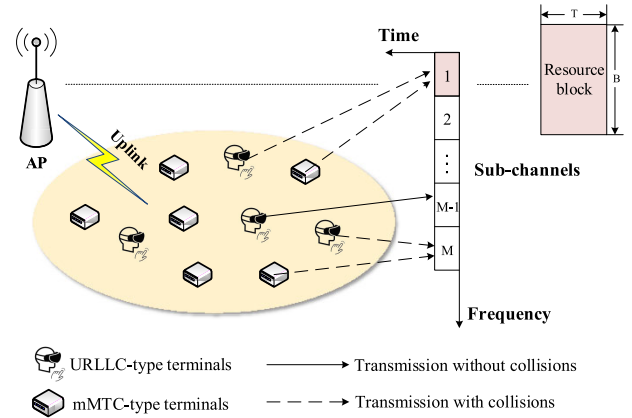 Time
T
1
B
Resource
block
2
AP
Uplink
⋮
Sub-channels
M-1
M
Frequency
URLLC-type terminals
Transmission without collisions
mMTC-type terminals
Transmission with collisions